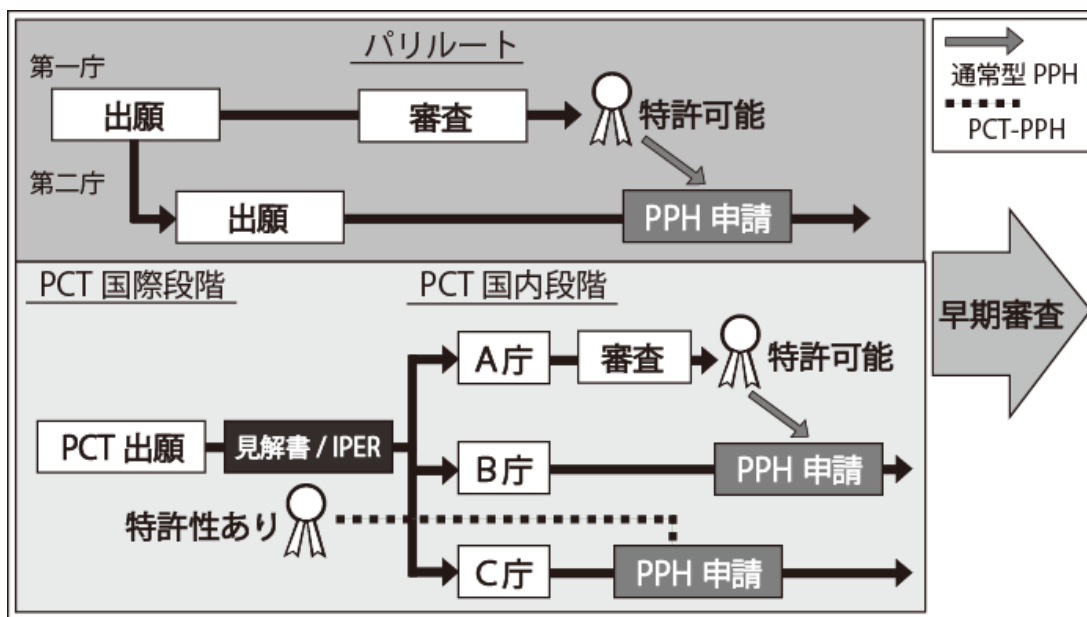 パリルート
第一庁
出願
審査
特許可能
第二庁
出願
PPH 申請
通常型 PPH
PCT-PPH
早期審査
PCT 国際段階
PCT 国内段階
A庁
審査
特許可能
PCT 出願
見解書 / IPER
B庁
PPH 申請
特許性あり
C庁
PPH 申請